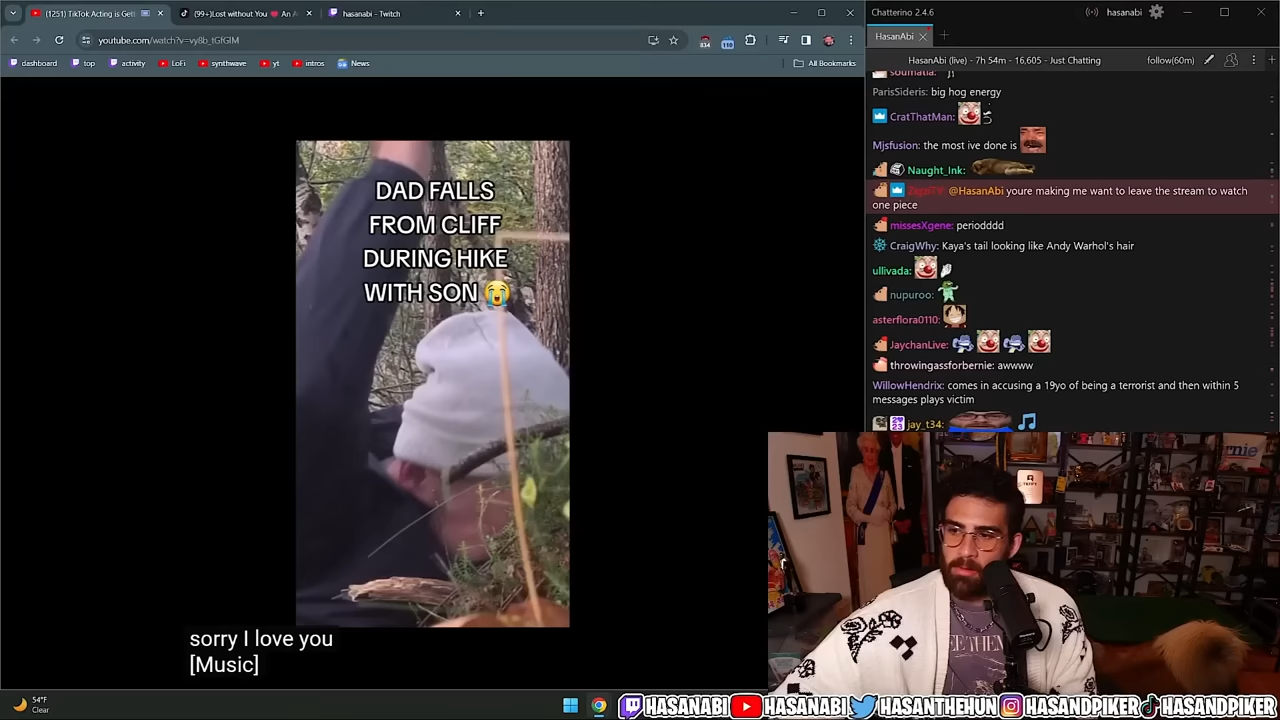 (1251) TikTok Acting is Gett
(99+)Lost without You
An A
hasanabi - Twitch
Chatterino 2.4.6
hasanabi
youtube.com/watch?v=vy8b_tGfGlM
834
110
HasanAbi
dashboard
top
activity
LoFi
synthwave
yt
intros
News
All Bookmarks
HasanAbi (live) - 7h 54m - 16,605 - Just Chatting
follow(60m)
soumatia:
ParisSideris: big hog energy
CratThatMan:
Mjsfusion: the most ive done is
Naught_Ink:
@HasanAbi youre making me want to leave the stream to watch
one piece
missesXgene: periodddd
CraigWhy: Kaya's tail looking like Andy Warhol's hair
ullivada:
nupuroo:
asterflora0110:
JaychanLive:
throwingassforbernie: awwww
WillowHendrix: comes in accusing a 19yo of being a terrorist and then within 5
messages plays victim
jay_t34:
DAD FALLS
FROM CLIFF
DURING HIKE
WITH SON 😭
sorry I love you
[Music]
54°F
Clear
HASANABI
HASANABI
HASANTHEHUN
HASANDPIKER
HASANDPIKER